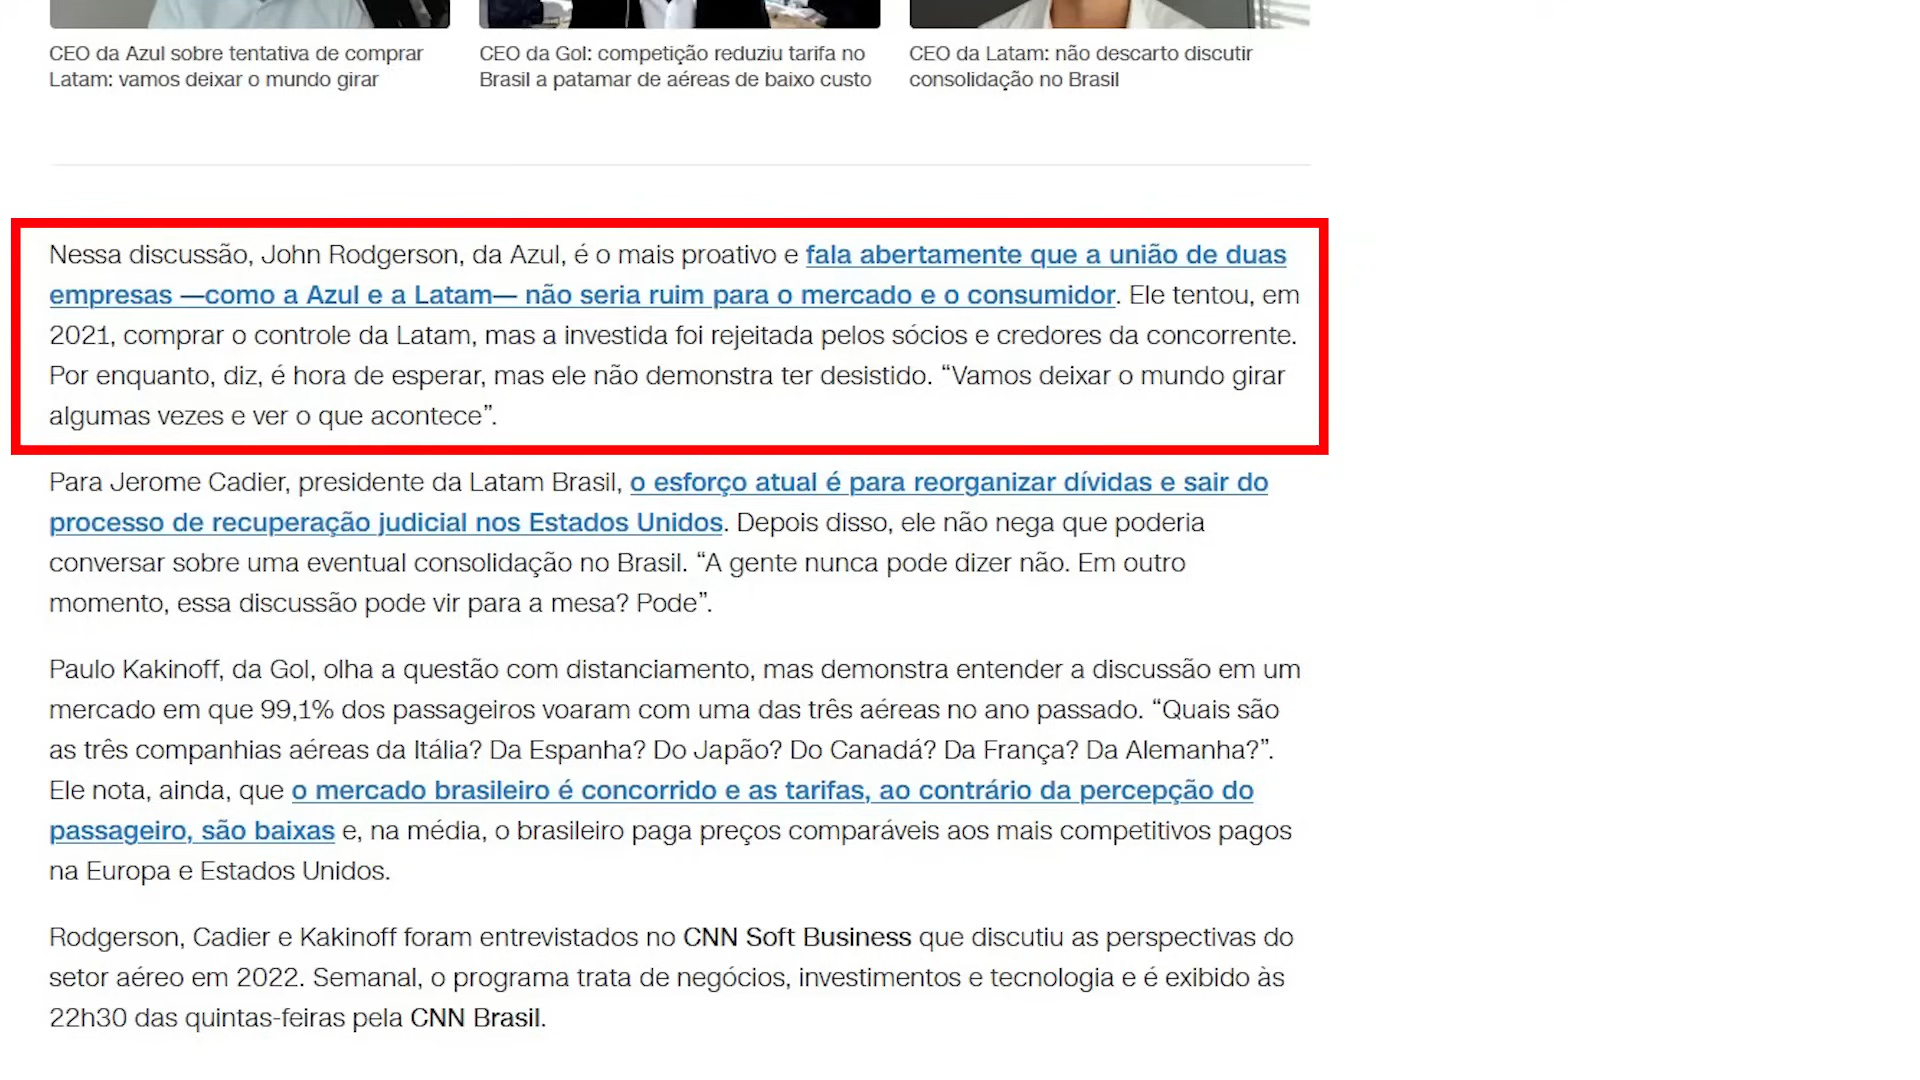 CEO da Azul sobre tentativa de comprar
Latam: vamos deixar o mundo girar
CEO da Gol: competição reduziu tarifa no
Brasil a patamar de aéreas de baixo custo
CEO da Latam: não descarto discutir
consolidação no Brasil
Nessa discussão, John Rodgerson, da Azul, é o mais proativo e fala abertamente que a união de duas
empresas —como a Azul e a Latam— não seria ruim para o mercado e o consumidor. Ele tentou, em
2021, comprar o controle da Latam, mas a investida foi rejeitada pelos sócios e credores da concorrente.
Por enquanto, diz, é hora de esperar, mas ele não demonstra ter desistido. “Vamos deixar o mundo girar
algumas vezes e ver o que acontece”.
Para Jerome Cadier, presidente da Latam Brasil, o esforço atual é para reorganizar dívidas e sair do
processo de recuperação judicial nos Estados Unidos. Depois disso, ele não nega que poderia
conversar sobre uma eventual consolidação no Brasil. “A gente nunca pode dizer não. Em outro
momento, essa discussão pode vir para a mesa? Pode”.
Paulo Kakinoff, da Gol, olha a questão com distanciamento, mas demonstra entender a discussão em um
mercado em que 99,1% dos passageiros voaram com uma das três aéreas no ano passado. “Quais são
as três companhias aéreas da Itália? Da Espanha? Do Japão? Do Canadá? Da França? Da Alemanha?”.
Ele nota, ainda, que o mercado brasileiro é concorrido e as tarifas, ao contrário da percepção do
passageiro, são baixas e, na média, o brasileiro paga preços comparáveis aos mais competitivos pagos
na Europa e Estados Unidos.
Rodgerson, Cadier e Kakinoff foram entrevistados no CNN Soft Business que discutiu as perspectivas do
setor aéreo em 2022. Semanal, o programa trata de negócios, investimentos e tecnologia e é exibido às
22h30 das quintas-feiras pela CNN Brasil.